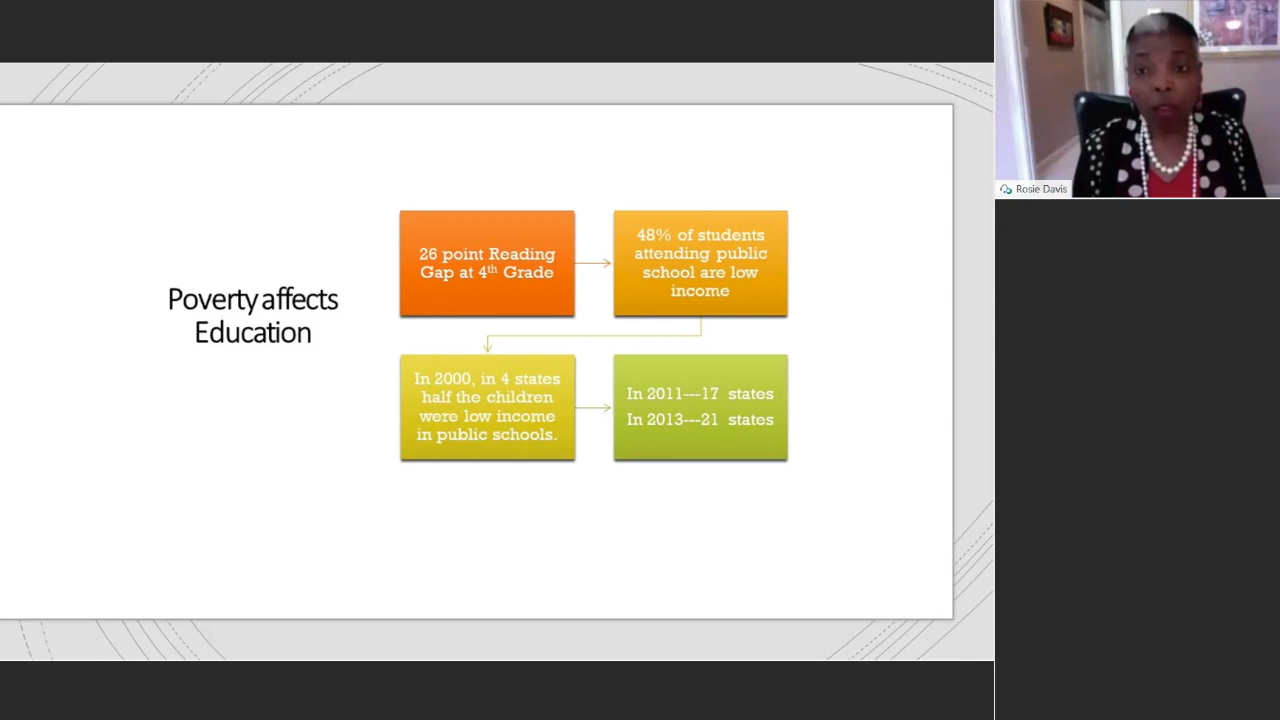 Poverty affects
Education
26 point Reading
Gap at 4th Grade
48% of students
attending public
school are low
income
In 2000, in 4 states
half the children
were low income
in public schools.
In 2011---17 states
In 2013---21 states
Rosie Davis